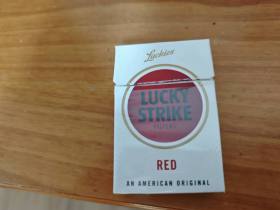 Luckies
LUCKY
STRIKE
FILTERS
RED
AN AMERICAN ORIGINAL